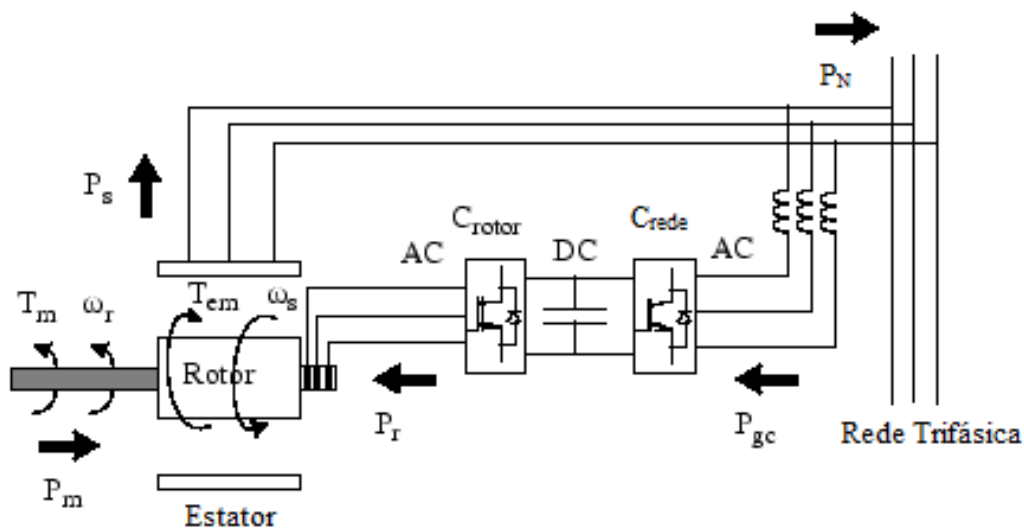 P_N
P_s
C_rotor
C_rede
AC
DC
AC
T_m
ω_r
T_em
ω_s
Rotor
P_r
P_gc
Rede Trifásica
P_m
Estator